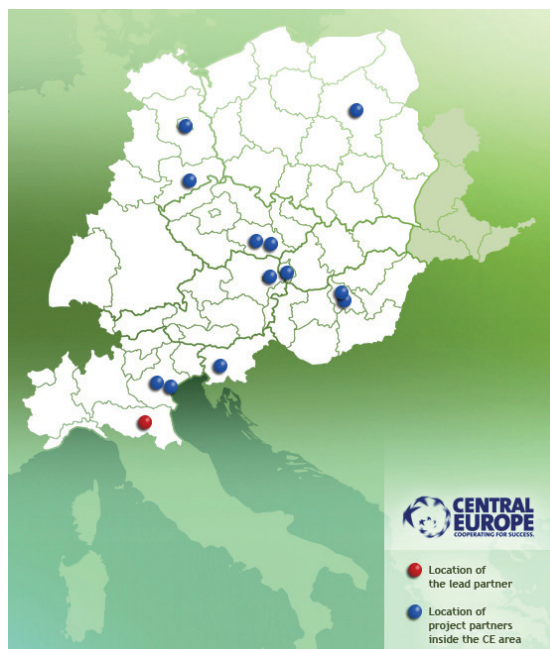 CENTRAL
EUROPE
COOPERATING FOR SUCCESS.
Location of
the lead partner
Location of
project partners
inside the CE area